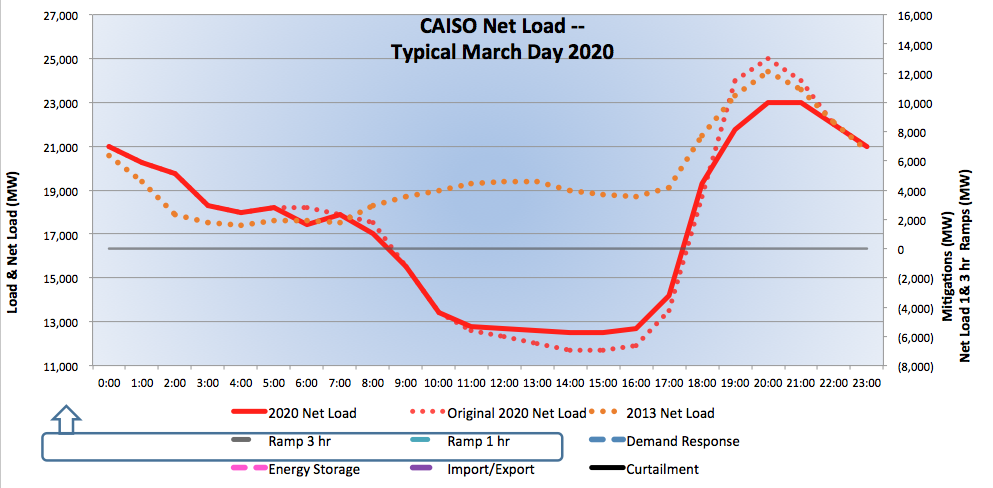 CAISO Net Load --
Typical March Day 2020
Load & Net Load (MW)
27,000
25,000
23,000
21,000
19,000
17,000
15,000
13,000
11,000
16,000
14,000
12,000
10,000
8,000
6,000
4,000
2,000
0
(2,000)
(4,000)
(6,000)
(8,000)
Mitigations (MW)
Net Load 1& 3 hr Ramps (MW)
0:00 1:00 2:00 3:00 4:00 5:00 6:00 7:00 8:00 9:00 10:00 11:00 12:00 13:00 14:00 15:00 16:00 17:00 18:00 19:00 20:00 21:00 22:00 23:00
2020 Net Load Original 2020 Net Load 2013 Net Load
Ramp 3 hr Ramp 1 hr Demand Response
Energy Storage Import/Export Curtailment